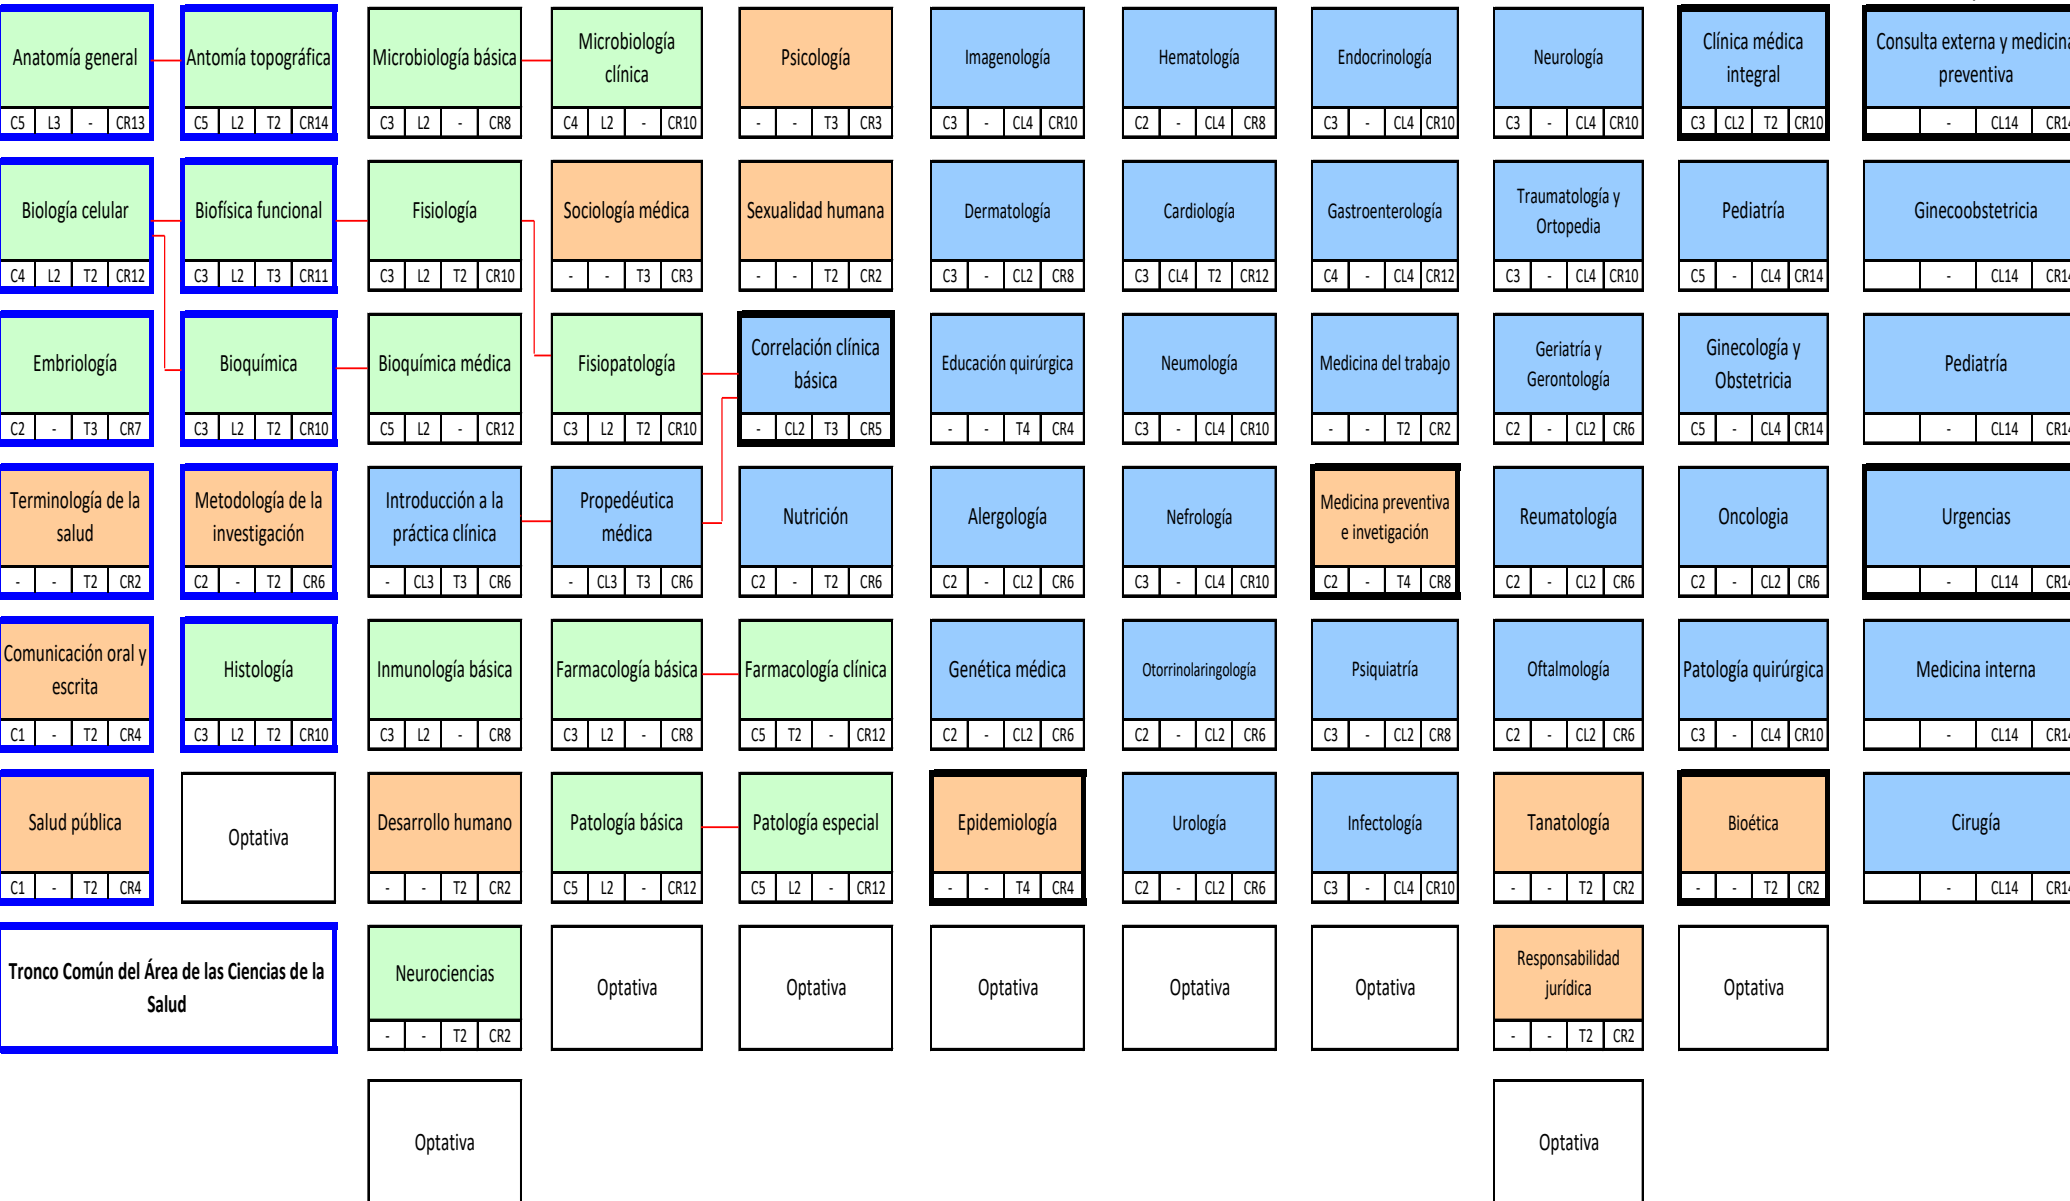 Anatomía general
C5 L3 - CR13
Antomía topográfica
C5 L2 T2 CR14
Microbiología básica
C3 L2 - CR8
Microbiología
clínica
C4 L2 - CR10
Psicología
- - T3 CR3
Imagenología
C3 - CL4 CR10
Hematología
C2 - CL4 CR8
Endocrinología
C3 - CL4 CR10
Neurología
C3 - CL4 CR10
Clínica médica
integral
C3 CL2 T2 CR10
Consulta externa y medicina
preventiva
- CL14 CR14
Biología celular
C4 L2 T2 CR12
Biofísica funcional
C3 L2 T3 CR11
Fisiología
C3 L2 T2 CR10
Sociología médica
- - T3 CR3
Sexualidad humana
- - T2 CR2
Dermatología
C3 - CL2 CR8
Cardiología
C3 CL4 T2 CR12
Gastroenterología
C4 - CL4 CR12
Traumatología y
Ortopedia
C3 - CL4 CR10
Pediatría
C5 - CL4 CR14
Ginecoobstetricia
- CL14 CR14
Embriología
C2 - T3 CR7
Bioquímica
C3 L2 T2 CR10
Bioquímica médica
C5 L2 - CR12
Fisiopatología
C3 L2 T2 CR10
Correlación clínica
básica
- CL2 T3 CR5
Educación quirúrgica
- - T4 CR4
Neumología
C3 - CL4 CR10
Medicina del trabajo
- - T2 CR2
Geriatría y
Gerontología
C2 - CL2 CR6
Ginecología y
Obstetricia
C5 - CL4 CR14
Pediatría
- CL14 CR14
Terminología de la
salud
- - T2 CR2
Metodología de la
investigación
C2 - T2 CR6
Introducción a la
práctica clínica
- CL3 T3 CR6
Propedéutica
médica
- CL3 T3 CR6
Nutrición
C2 - T2 CR6
Alergología
C2 - CL2 CR6
Nefrología
C3 - CL4 CR10
Medicina preventiva
e invetigación
C2 - T4 CR8
Reumatología
C2 - CL2 CR6
Oncologia
C2 - CL2 CR6
Urgencias
- CL14 CR14
Comunicación oral y
escrita
C1 - T2 CR4
Histología
C3 L2 T2 CR10
Inmunología básica
C3 L2 - CR8
Farmacología básica
C3 L2 - CR8
Farmacología clínica
C5 T2 - CR12
Genética médica
C2 - CL2 CR6
Otorrinolaringología
C2 - CL2 CR6
Psiquiatría
C3 - CL2 CR8
Oftalmología
C2 - CL2 CR6
Patología quirúrgica
C3 - CL4 CR10
Medicina interna
- CL14 CR14
Salud pública
C1 - T2 CR4
Optativa
Desarrollo humano
- - T2 CR2
Patología básica
C5 L2 - CR12
Patología especial
C5 L2 - CR12
Epidemiología
- - T4 CR4
Urología
C2 - CL2 CR6
Infectología
C3 - CL4 CR10
Tanatología
- - T2 CR2
Bioética
- - T2 CR2
Cirugía
- CL14 CR14
Tronco Común del Área de las Ciencias de la
Salud
Neurociencias
- - T2 CR2
Optativa
Optativa
Optativa
Optativa
Optativa
Responsabilidad
jurídica
- - T2 CR2
Optativa
Optativa
Optativa